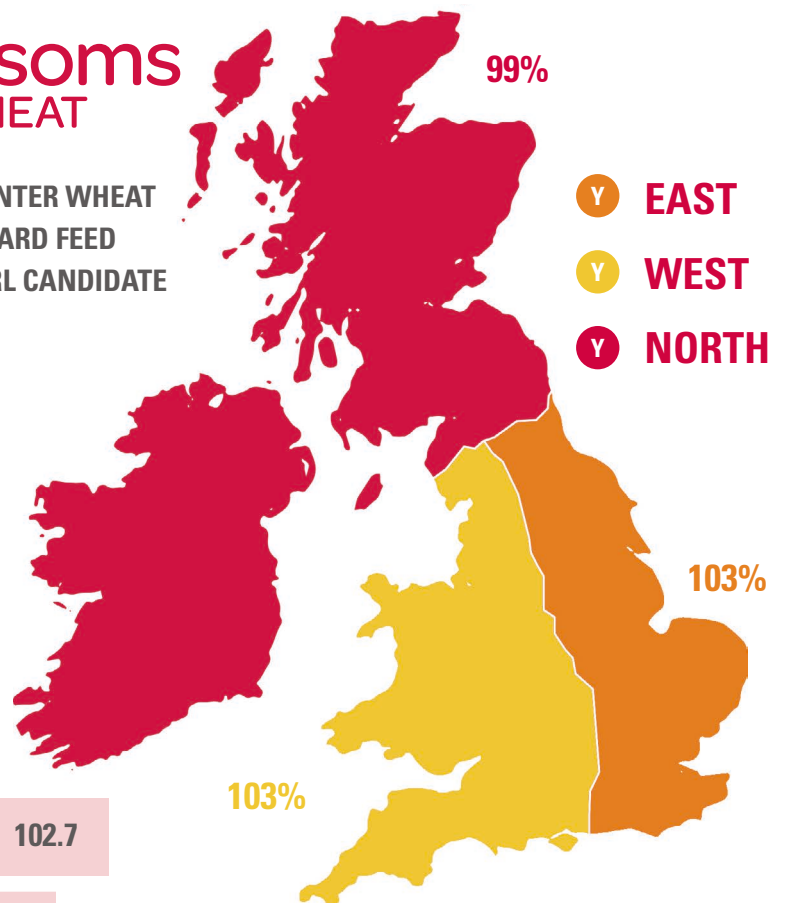 soms
HEAT
NTER WHEAT
ARD FEED
RL CANDIDATE
99%
Y EAST
Y WEST
Y NORTH
103%
103%
102.7